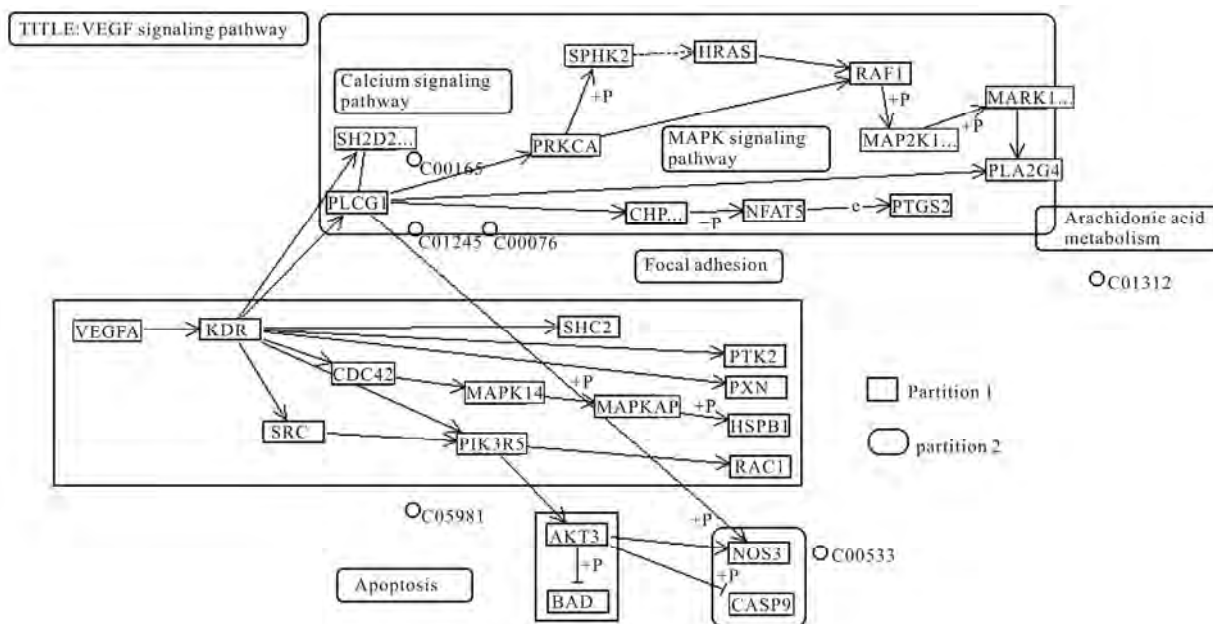 TITLE:VEGF signaling pathway
SPHK2
HRAS
RAF1
Calcium signaling
pathway
+P
+P
MARK1...
SH2D2...
PRKCA
MAPK signaling
pathway
MAP2K1...
+P
C00165
PLA2G4
PLCG1
CHP...
−P
NFAT5
e
PTGS2
C01245
C00076
Arachidonic acid
metabolism
Focal adhesion
C01312
VEGFA
KDR
SHC2
PTK2
CDC42
MAPK14
+P
MAPKAP
+P
PXN
Partition 1
SRC
PIK3R5
HSPB1
partition 2
RAC1
C05981
+P
AKT3
NOS3
C00533
+P
+P
Apoptosis
BAD
CASP9